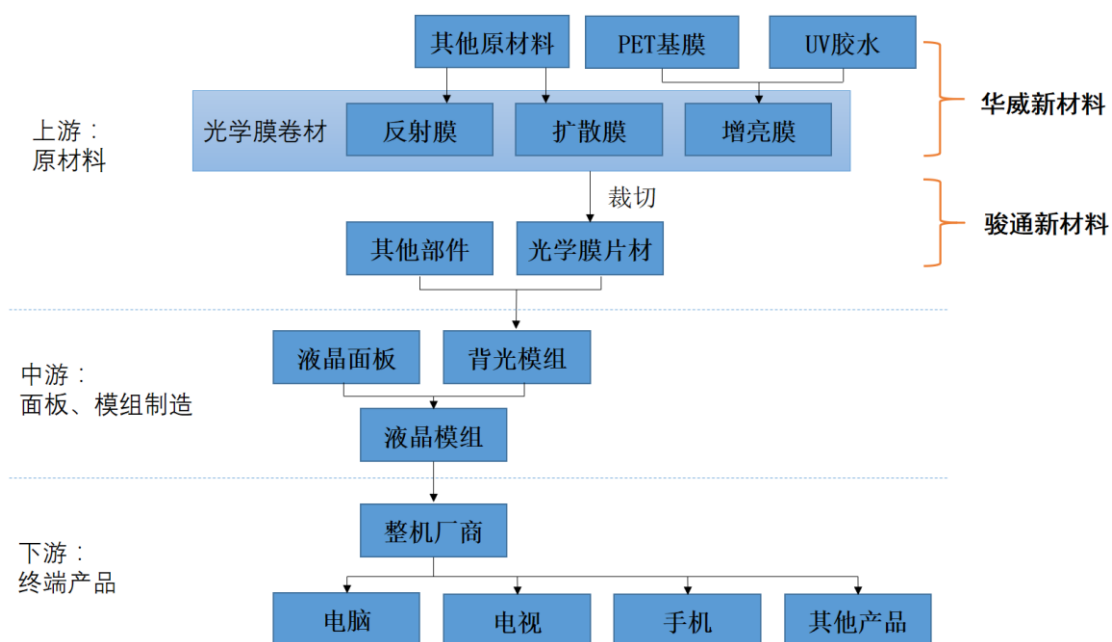 其他原材料
PET基膜
UV胶水
华威新材料
上游：
原材料
光学膜卷材
反射膜
扩散膜
增亮膜
裁切
骏通新材料
其他部件
光学膜片材
中游：
面板、模组制造
液晶面板
背光模组
液晶模组
下游：
终端产品
整机厂商
电脑
电视
手机
其他产品